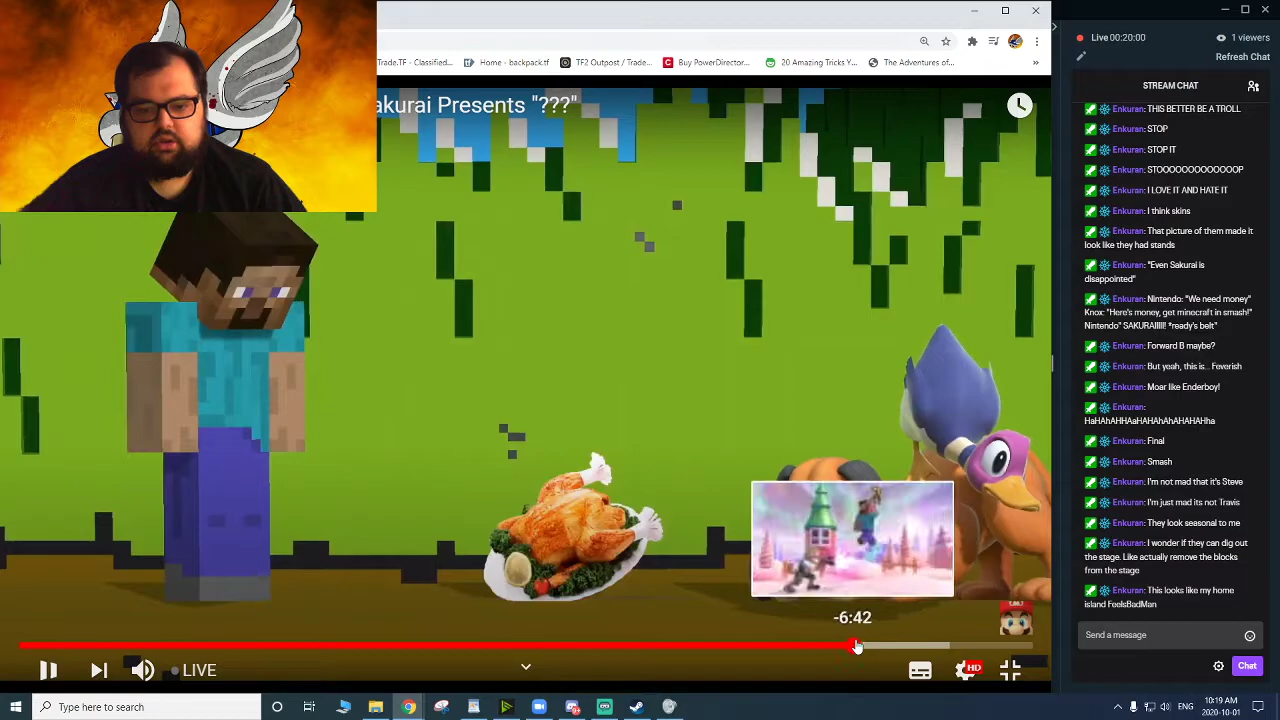 Live 00:20:00
1 viewers
Refresh Chat
Trade.TF - Classified...
Home - backpack.tf
TF2 Outpost / Trade...
Buy PowerDirector...
20 Amazing Tricks Y...
The Adventures of...
»
akurai Presents "???"
STREAM CHAT
Enkuran: THIS BETTER BE A TROLL
Enkuran: STOP
Enkuran: STOP IT
Enkuran: STOOOOOOOOOOOOP
Enkuran: I LOVE IT AND HATE IT
Enkuran: I think skins
Enkuran: That picture of them made it
look like they had stands
Enkuran: "Even Sakurai is
disappointed"
Enkuran: Nintendo: "We need money"
Knox: "Here's money, get minecraft in smash!"
Nintendo" SAKURAIIIII! *ready's belt"
Enkuran: Forward B maybe?
Enkuran: But yeah, this is.. Feverish
Enkuran: Moar like Enderboy!
Enkuran:
HaHAhAHHAaHAHAhAHAHAHAHha
Enkuran: Final
Enkuran: Smash
Enkuran: I'm not mad that it's Steve
Enkuran: I'm just mad its not Travis
Enkuran: They look seasonal to me
Enkuran: I wonder if they can dig out
the stage. Like actually remove the blocks
from the stage
Enkuran: This looks like my home
island FeelsBadMan
Send a message
Chat
-6:42
LIVE
HD
Type here to search
10:19 AM
2020-10-01